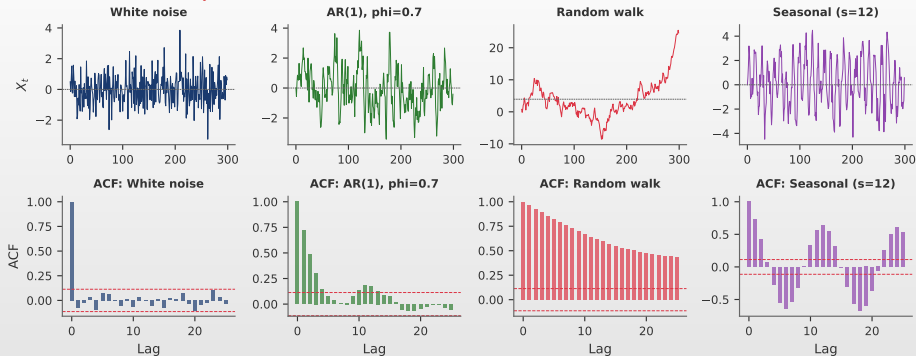 White noise
AR(1), phi=0.7
Random walk
Seasonal (s=12)
X_t
4
2
0
−2
0 100 200 300
4
2
0
−2
0 100 200 300
20
10
0
−10
0 100 200 300
4
2
0
−2
−4
0 100 200 300
ACF: White noise
ACF: AR(1), phi=0.7
ACF: Random walk
ACF: Seasonal (s=12)
ACF
1.00
0.75
0.50
0.25
0.00
0 10 20
Lag
1.00
0.75
0.50
0.25
0.00
0 10 20
Lag
1.00
0.75
0.50
0.25
0.00
0 10 20
Lag
1.0
0.5
0.0
−0.5
0 10 20
Lag